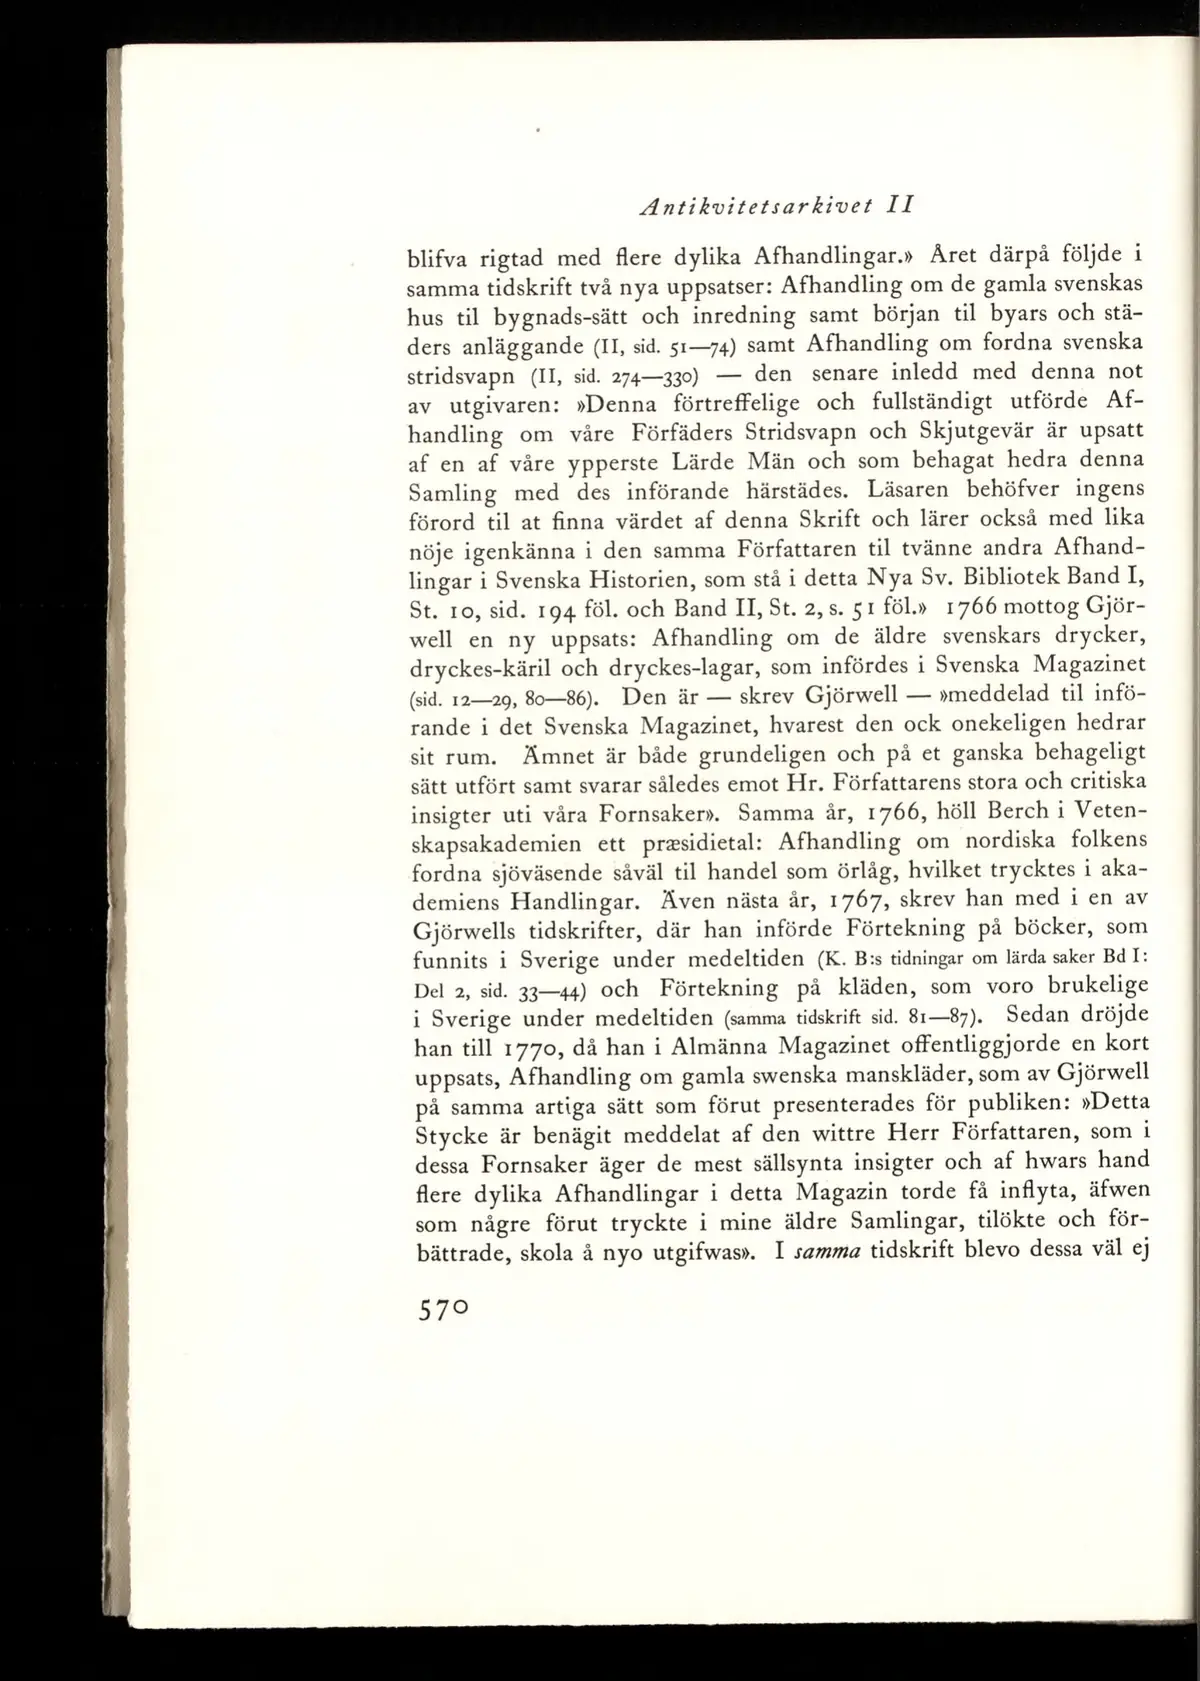 Antikvitetsarkivet II
blifva rigtad med flere dylika Afhandlingar.» Året därpå följde i
samma tidskrift två nya uppsatser: Afhandling om de gamla svenskas
hus til bygnads-sätt och inredning samt början til byars och stä-
ders anläggande (II, sid. 51—74) samt Afhandling om fordna svenska
stridsvapn (II, sid. 274—330) — den senare inledd med denna not
av utgivaren: »Denna förtreffelige och fullständigt utförde Af-
handling om våre Förfäders Stridsvapn och Skjutgevär är upsatt
af en af våre ypperste Lärde Män och som behagat hedra denna
Samling med des införande härstädes. Läsaren behöfver ingens
förord til at finna värdet af denna Skrift och lärer också med lika
nöje igenkänna i den samma Författaren til tvänne andra Afhand-
lingar i Svenska Historien, som stå i detta Nya Sv. Bibliotek Band I,
St. 10, sid. 194 föl. och Band II, St. 2, s. 51 föl.» 1766 mottog Gjör-
well en ny uppsats: Afhandling om de äldre svenskars drycker,
dryckes-käril och dryckes-lagar, som infördes i Svenska Magazinet
(sid. 12—29, 80—86). Den är — skrev Gjörwell — »meddelad til infö-
rande i det Svenska Magazinet, hvarest den ock onekeligen hedrar
sit rum. Ämnet är både grundeligen och på et ganska behageligt
sätt utfört samt svarar således emot Hr. Författarens stora och critiska
insigter uti våra Fornsaker». Samma år, 1766, höll Berch i Veten-
skapsakademien ett præsidietal: Afhandling om nordiska folkens
fordna sjöväsende såväl til handel som örlåg, hvilket trycktes i aka-
demiens Handlingar. Även nästa år, 1767, skrev han med i en av
Gjörwells tidskrifter, där han införde Förtekning på böcker, som
funnits i Sverige under medeltiden (K. B:s tidningar om lärda saker Bd I:
Del 2, sid. 33—44) och Förtekning på kläden, som voro brukelige
i Sverige under medeltiden (samma tidskrift sid. 81—87). Sedan dröjde
han till 1770, då han i Almänna Magazinet offentliggjorde en kort
uppsats, Afhandling om gamla swenska manskläder, som av Gjörwell
på samma artiga sätt som förut presenterades för publiken: »Detta
Stycke är benägit meddelat af den wittre Herr Författaren, som i
dessa Fornsaker äger de mest sällsynta insigter och af hwars hand
flere dylika Afhandlingar i detta Magazin torde få inflyta, äfwen
som någre förut tryckte i mine äldre Samlingar, tilökte och för-
bättrade, skola å nyo utgifwas». I samma tidskrift blevo dessa väl ej
570